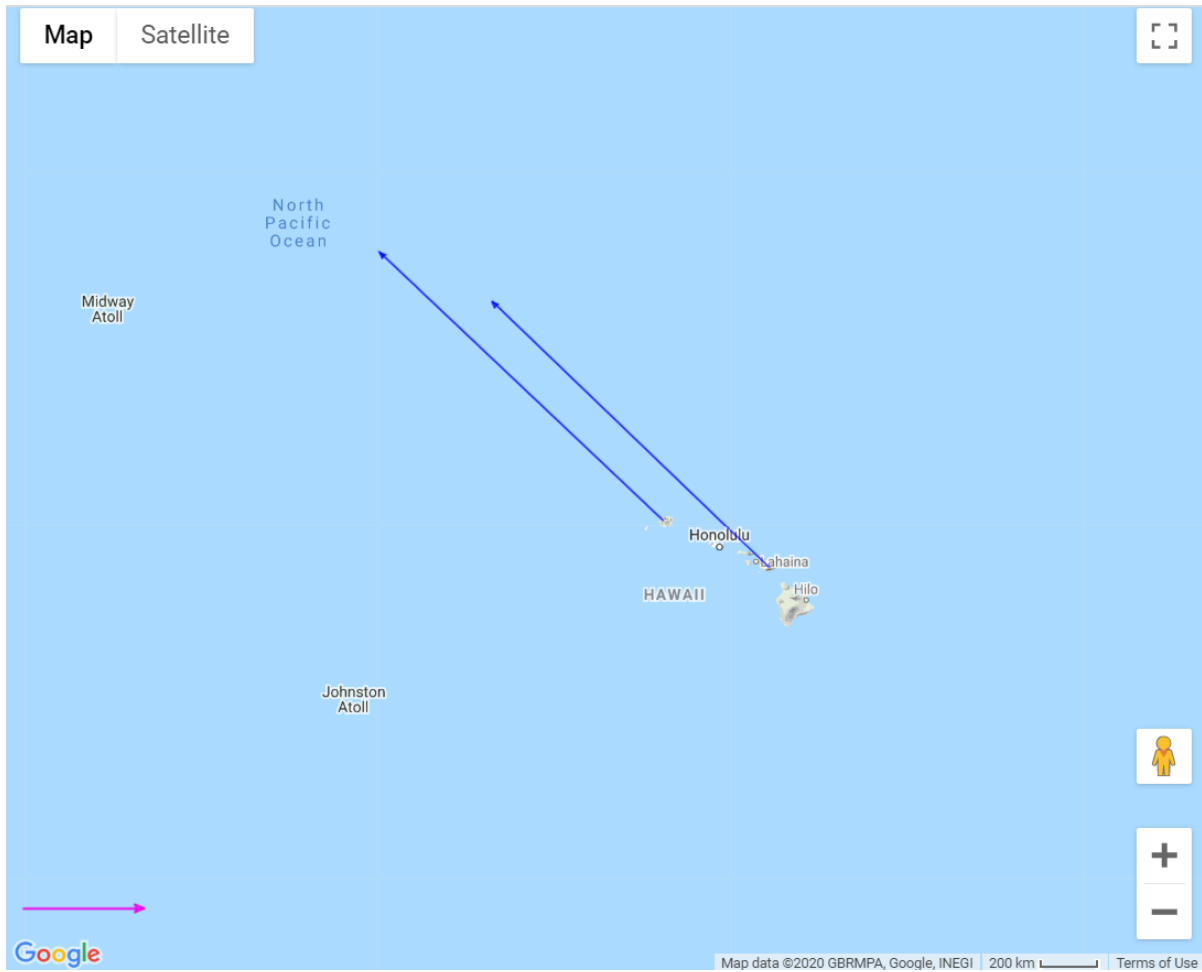 Map
Satellite
North
Pacific
Ocean
Midway
Atoll
Honolulu
Lahaina
HAWAII
Hilo
Johnston
Atoll
Google
Map data ©2020 GBRMPA, Google, INEGI
200 km
Terms of Use